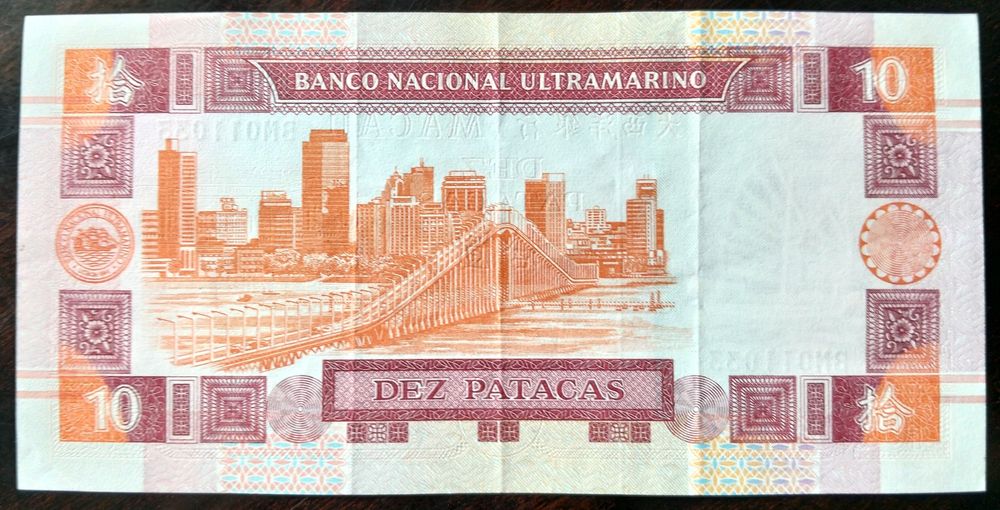 拾
BANCO NACIONAL ULTRAMARINO
10
10
DEZ PATACAS
拾